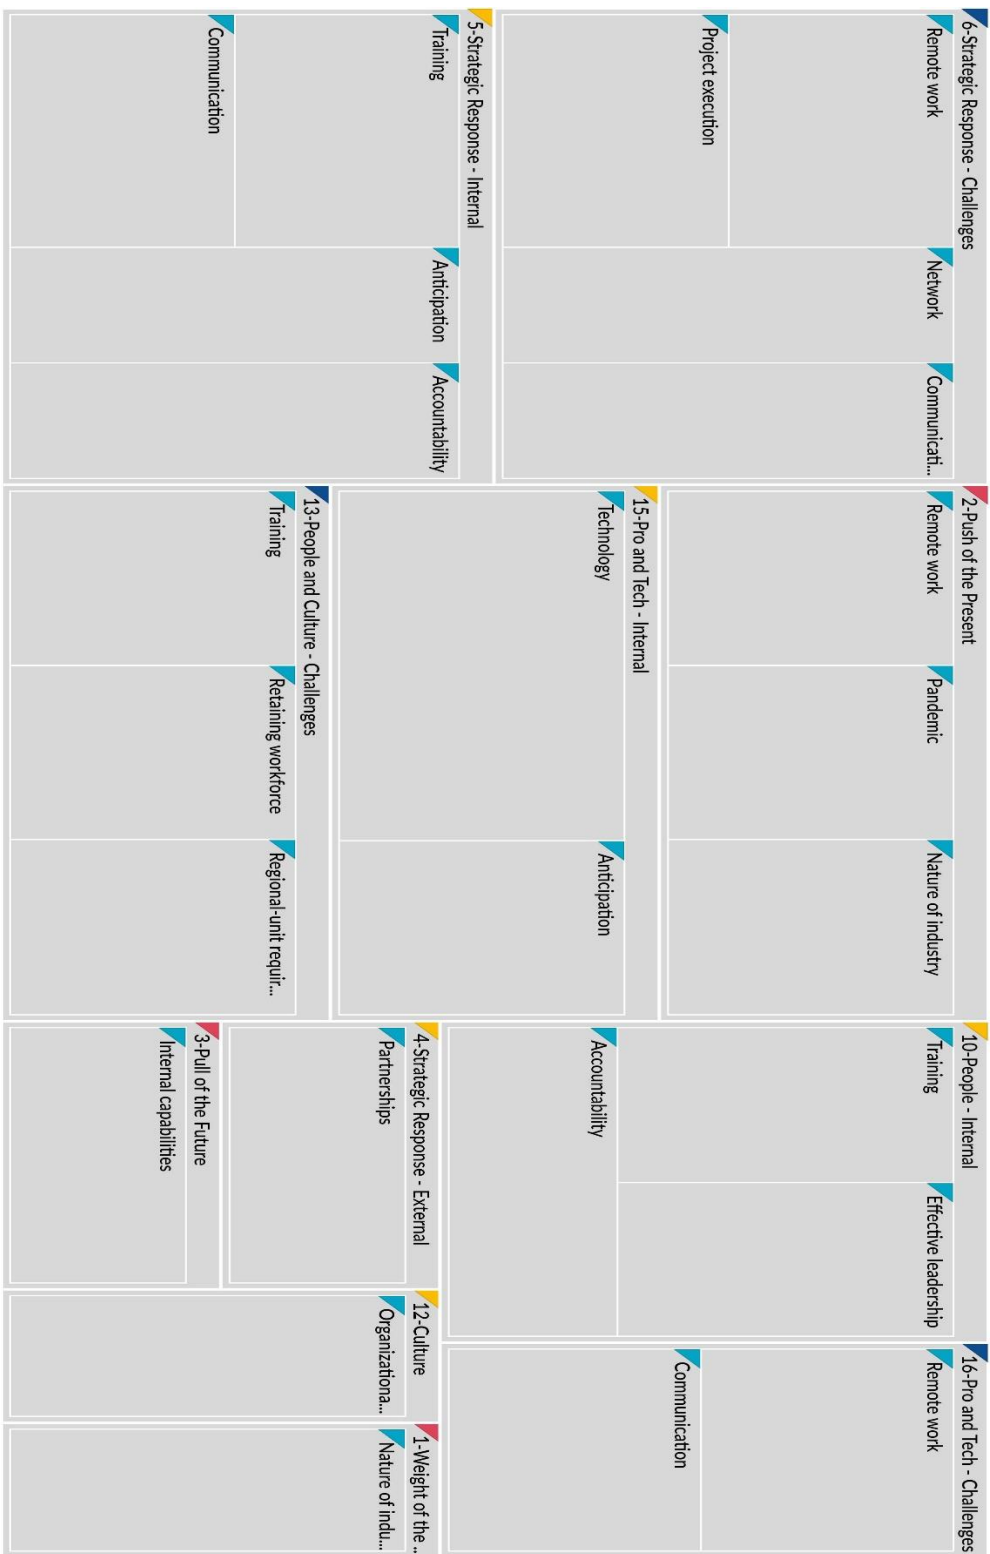 6-Strategic Response - Challenges
Remote work
Project execution
Network
Communicati...
5-Strategic Response - Internal
Training
Communication
Anticipation
Accountability
2-Push of the Present
Remote work
Pandemic
Nature of industry
15-Pro and Tech - Internal
Technology
Anticipation
13-People and Culture - Challenges
Training
Retaining workforce
Regional-unit requir...
10-People - Internal
Training
Effective leadership
Accountability
16-Pro and Tech - Challenges
Remote work
Communication
4-Strategic Response - External
Partnerships
3-Pull of the Future
Internal capabilities
12-Culture
Organizationa...
1-Weight of the ..
Nature of indu...